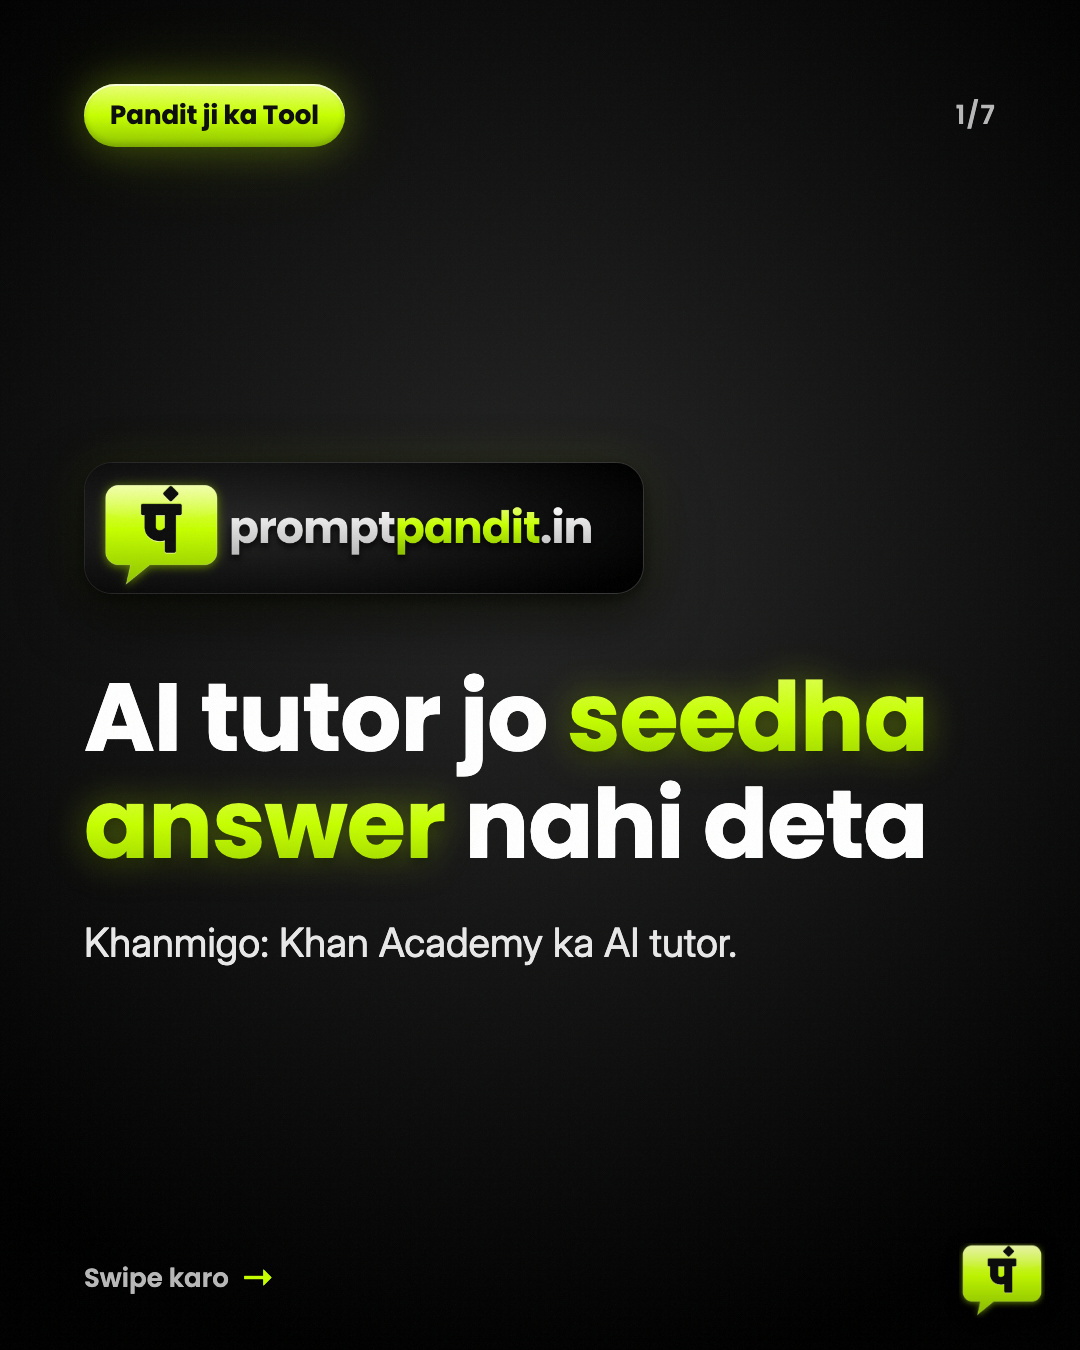 Pandit ji ka Tool
1/7
पं promptpandit.in
AI tutor jo seedha
answer nahi deta
Khanmigo: Khan Academy ka AI tutor.
Swipe karo →
पं